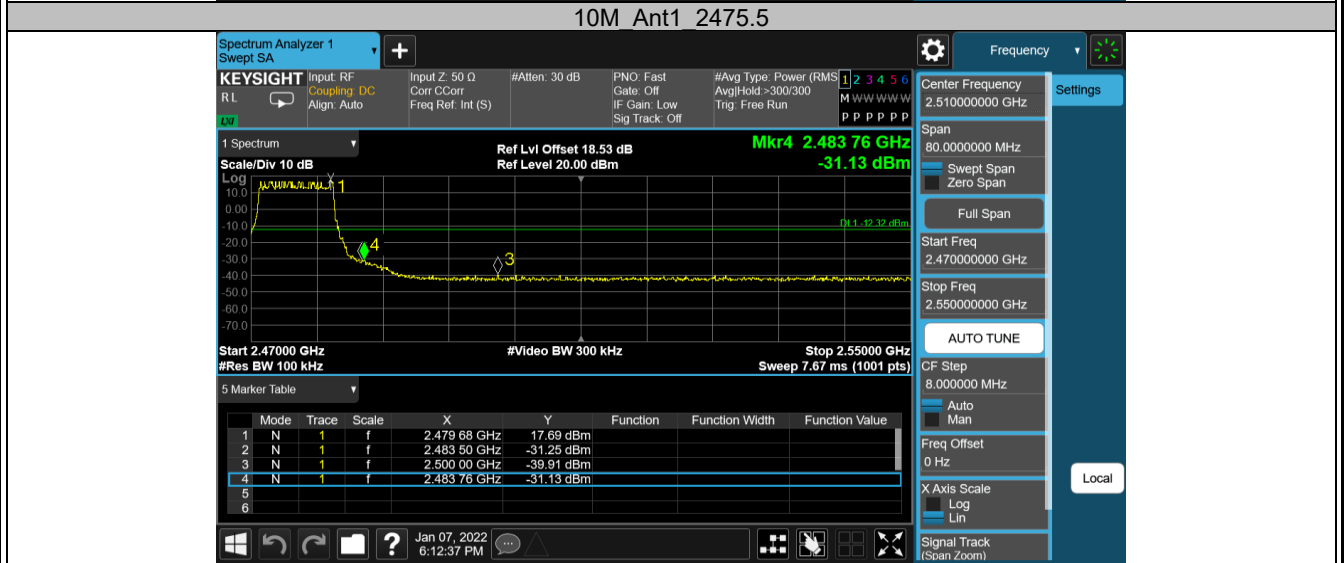 10M_Ant1_2475.5
Spectrum Analyzer 1
Swept SA
Frequency
KEYSIGHT
R L
LXI
Input: RF
Coupling: DC
Align: Auto
Input Z: 50 Ω
Corr CCorr
Freq Ref: Int (S)
#Atten: 30 dB
PNO: Fast
Gate: Off
IF Gain: Low
Sig Track: Off
#Avg Type: Power (RMS
Avg|Hold:>300/300
Trig: Free Run
1 2 3 4 5 6
M W W W W W
P P P P P P
1 Spectrum
Scale/Div 10 dB
Ref Lvl Offset 18.53 dB
Ref Level 20.00 dBm
Mkr4 2.483 76 GHz
-31.13 dBm
Log
10.0
0.00
-10.0
-20.0
-30.0
-40.0
-50.0
-60.0
-70.0
1
4
3
DL1 -12.32 dBm
Start 2.47000 GHz
#Video BW 300 kHz
Stop 2.55000 GHz
#Res BW 100 kHz
Sweep 7.67 ms (1001 pts)
5 Marker Table
Mode Trace Scale X Y Function Function Width Function Value
1 N 1 f 2.479 68 GHz 17.69 dBm
2 N 1 f 2.483 50 GHz -31.25 dBm
3 N 1 f 2.500 00 GHz -39.91 dBm
4 N 1 f 2.483 76 GHz -31.13 dBm
5
6
Jan 07, 2022
6:12:37 PM
Center Frequency
2.510000000 GHz
Span
80.0000000 MHz
Swept Span
Zero Span
Full Span
Start Freq
2.470000000 GHz
Stop Freq
2.550000000 GHz
AUTO TUNE
CF Step
8.000000 MHz
Auto
Man
Freq Offset
0 Hz
X Axis Scale
Log
Lin
Signal Track
(Span Zoom)
Settings
Local